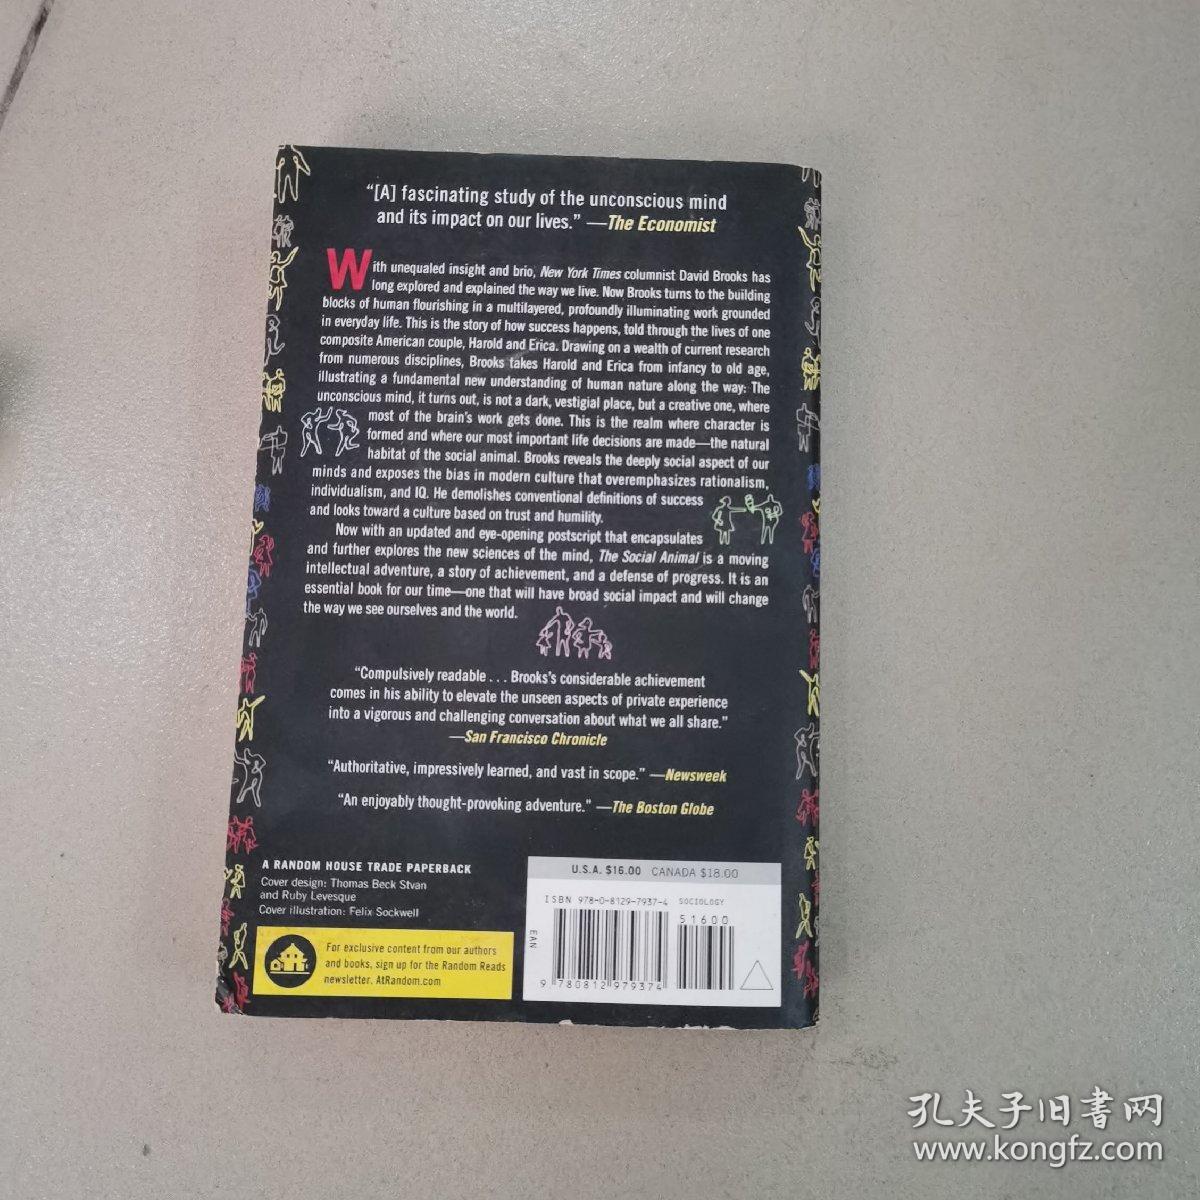 “[A] fascinating study of the unconscious mind
and its impact on our lives.” —The Economist
With unequaled insight and brio, New York Times columnist David Brooks has
long explored and explained the way we live. Now Brooks turns to the building
blocks of human flourishing in a multilayered, profoundly illuminating work grounded
in everyday life. This is the story of how success happens, told through the lives of one
composite American couple, Harold and Erica. Drawing on a wealth of current research
from numerous disciplines, Brooks takes Harold and Erica from infancy to old age,
illustrating a fundamental new understanding of human nature along the way: The
unconscious mind, it turns out, is not a dark, vestigial place, but a creative one, where
most of the brain’s work gets done. This is the realm where character is
formed and where our most important life decisions are made—the natural
habitat of the social animal. Brooks reveals the deeply social aspect of our
minds and exposes the bias in modern culture that overemphasizes rationalism,
individualism, and IQ. He demolishes conventional definitions of success
and looks toward a culture based on trust and humility.
Now with an updated and eye-opening postscript that encapsulates
and further explores the new sciences of the mind, The Social Animal is a moving
intellectual adventure, a story of achievement, and a defense of progress. It is an
essential book for our time—one that will have broad social impact and will change
the way we see ourselves and the world.
“Compulsively readable . . . Brooks’s considerable achievement
comes in his ability to elevate the unseen aspects of private experience
into a vigorous and challenging conversation about what we all share.”
—San Francisco Chronicle
“Authoritative, impressively learned, and vast in scope.” —Newsweek
“An enjoyably thought-provoking adventure.” —The Boston Globe
A RANDOM HOUSE TRADE PAPERBACK
Cover design: Thomas Beck Stvan
and Ruby Levesque
Cover illustration: Felix Sockwell
For exclusive content from our authors
and books, sign up for the Random Reads
newsletter. AtRandom.com
U.S.A. $16.00 CANADA $18.00
ISBN 978-0-8129-7937-4 SOCIOLOGY
51600
EAN
9 780812 979374
孔夫子旧書网
www.kongfz.com